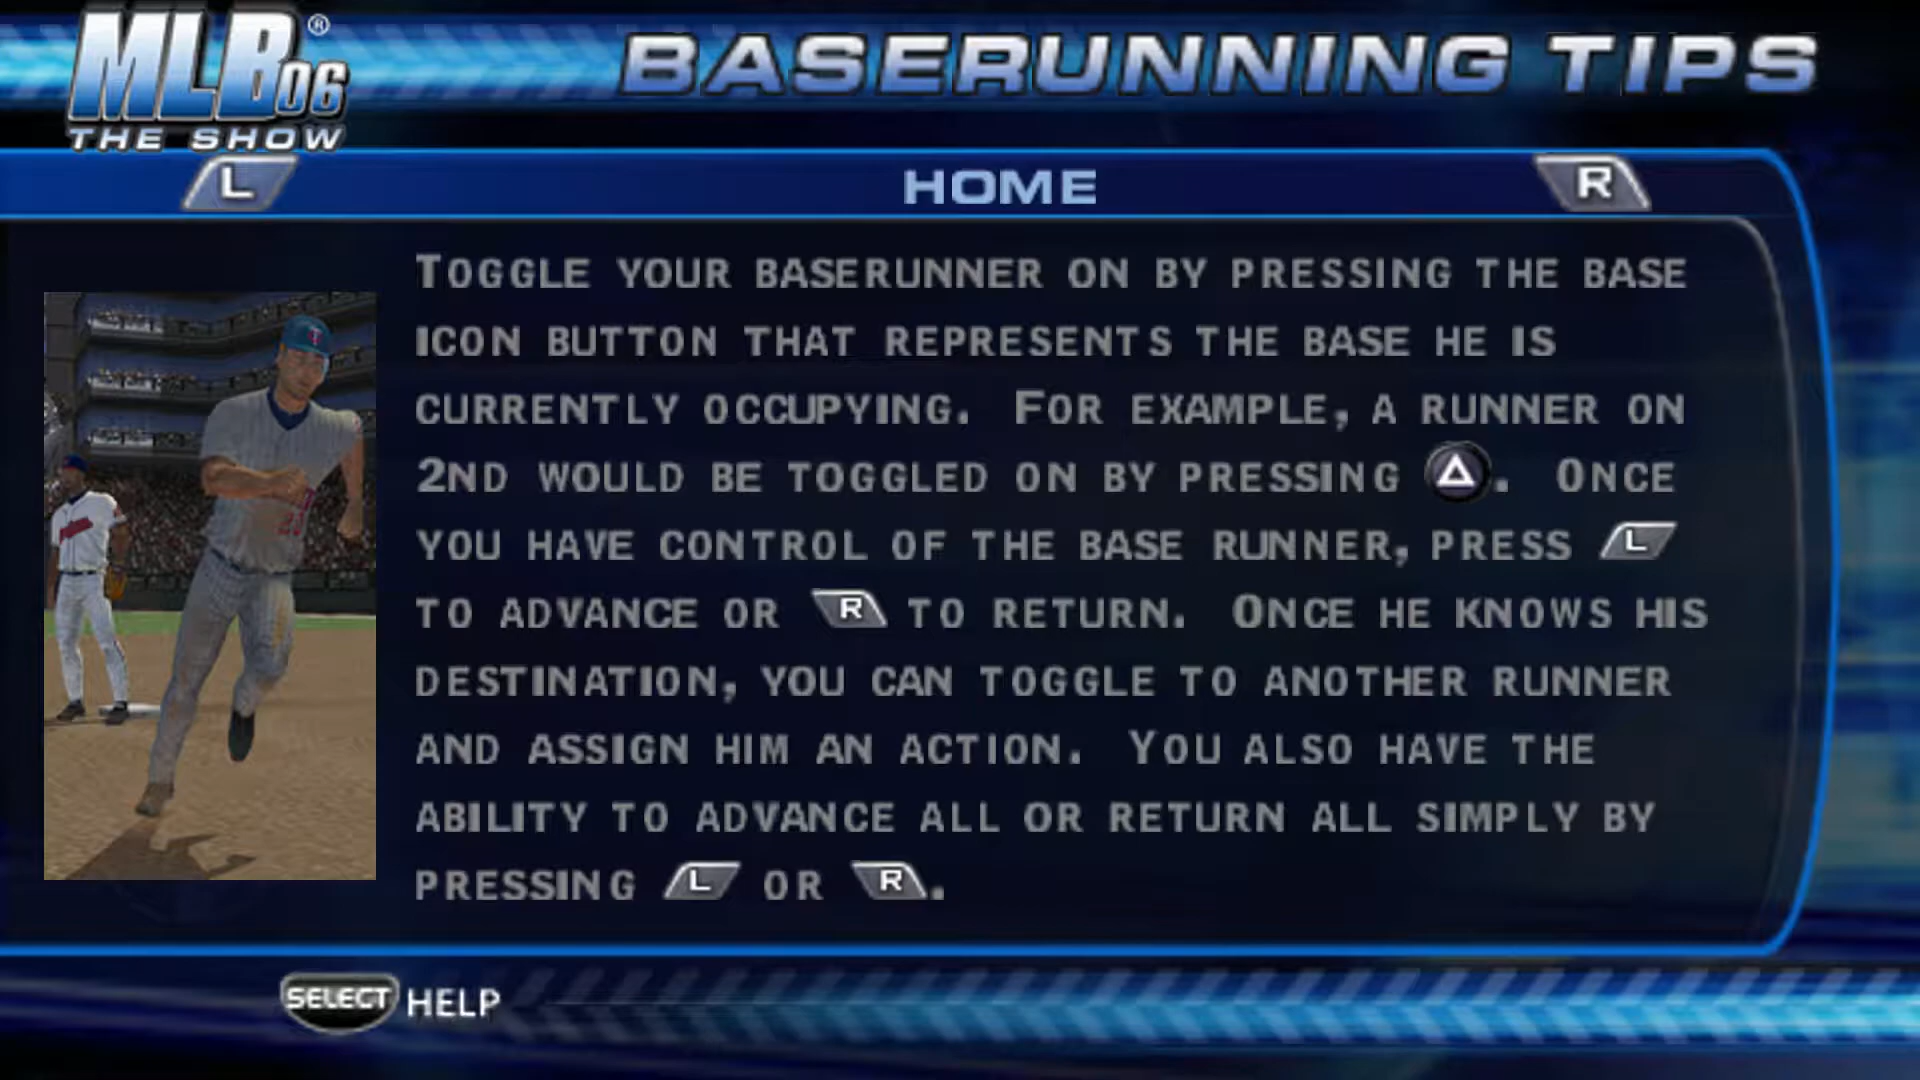 MLB 06 ®
THE SHOW
BASERUNNING TIPS
L
HOME
R
TOGGLE YOUR BASERUNNER ON BY PRESSING THE BASE
ICON BUTTON THAT REPRESENTS THE BASE HE IS
CURRENTLY OCCUPYING. FOR EXAMPLE, A RUNNER ON
2ND WOULD BE TOGGLED ON BY PRESSING △. ONCE
YOU HAVE CONTROL OF THE BASE RUNNER, PRESS L
TO ADVANCE OR R TO RETURN. ONCE HE KNOWS HIS
DESTINATION, YOU CAN TOGGLE TO ANOTHER RUNNER
AND ASSIGN HIM AN ACTION. YOU ALSO HAVE THE
ABILITY TO ADVANCE ALL OR RETURN ALL SIMPLY BY
PRESSING L OR R.
SELECT HELP